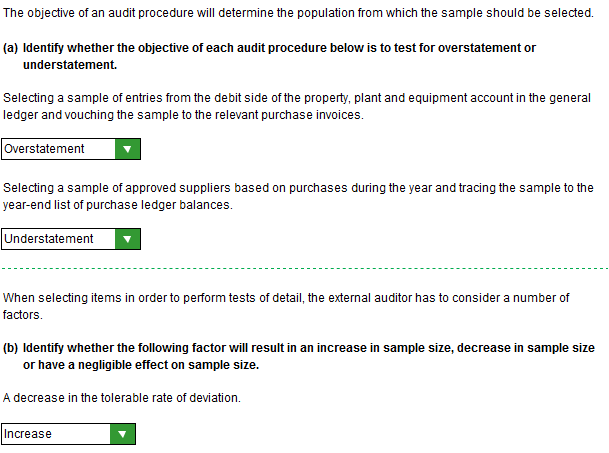 The objective of an audit procedure will determine the population from which the sample should be selected.
(a) Identify whether the objective of each audit procedure below is to test for overstatement or
understatement.
Selecting a sample of entries from the debit side of the property, plant and equipment account in the general
ledger and vouching the sample to the relevant purchase invoices.
Overstatement
Selecting a sample of approved suppliers based on purchases during the year and tracing the sample to the
year-end list of purchase ledger balances.
Understatement
When selecting items in order to perform tests of detail, the external auditor has to consider a number of
factors.
(b) Identify whether the following factor will result in an increase in sample size, decrease in sample size
or have a negligible effect on sample size.
A decrease in the tolerable rate of deviation.
Increase